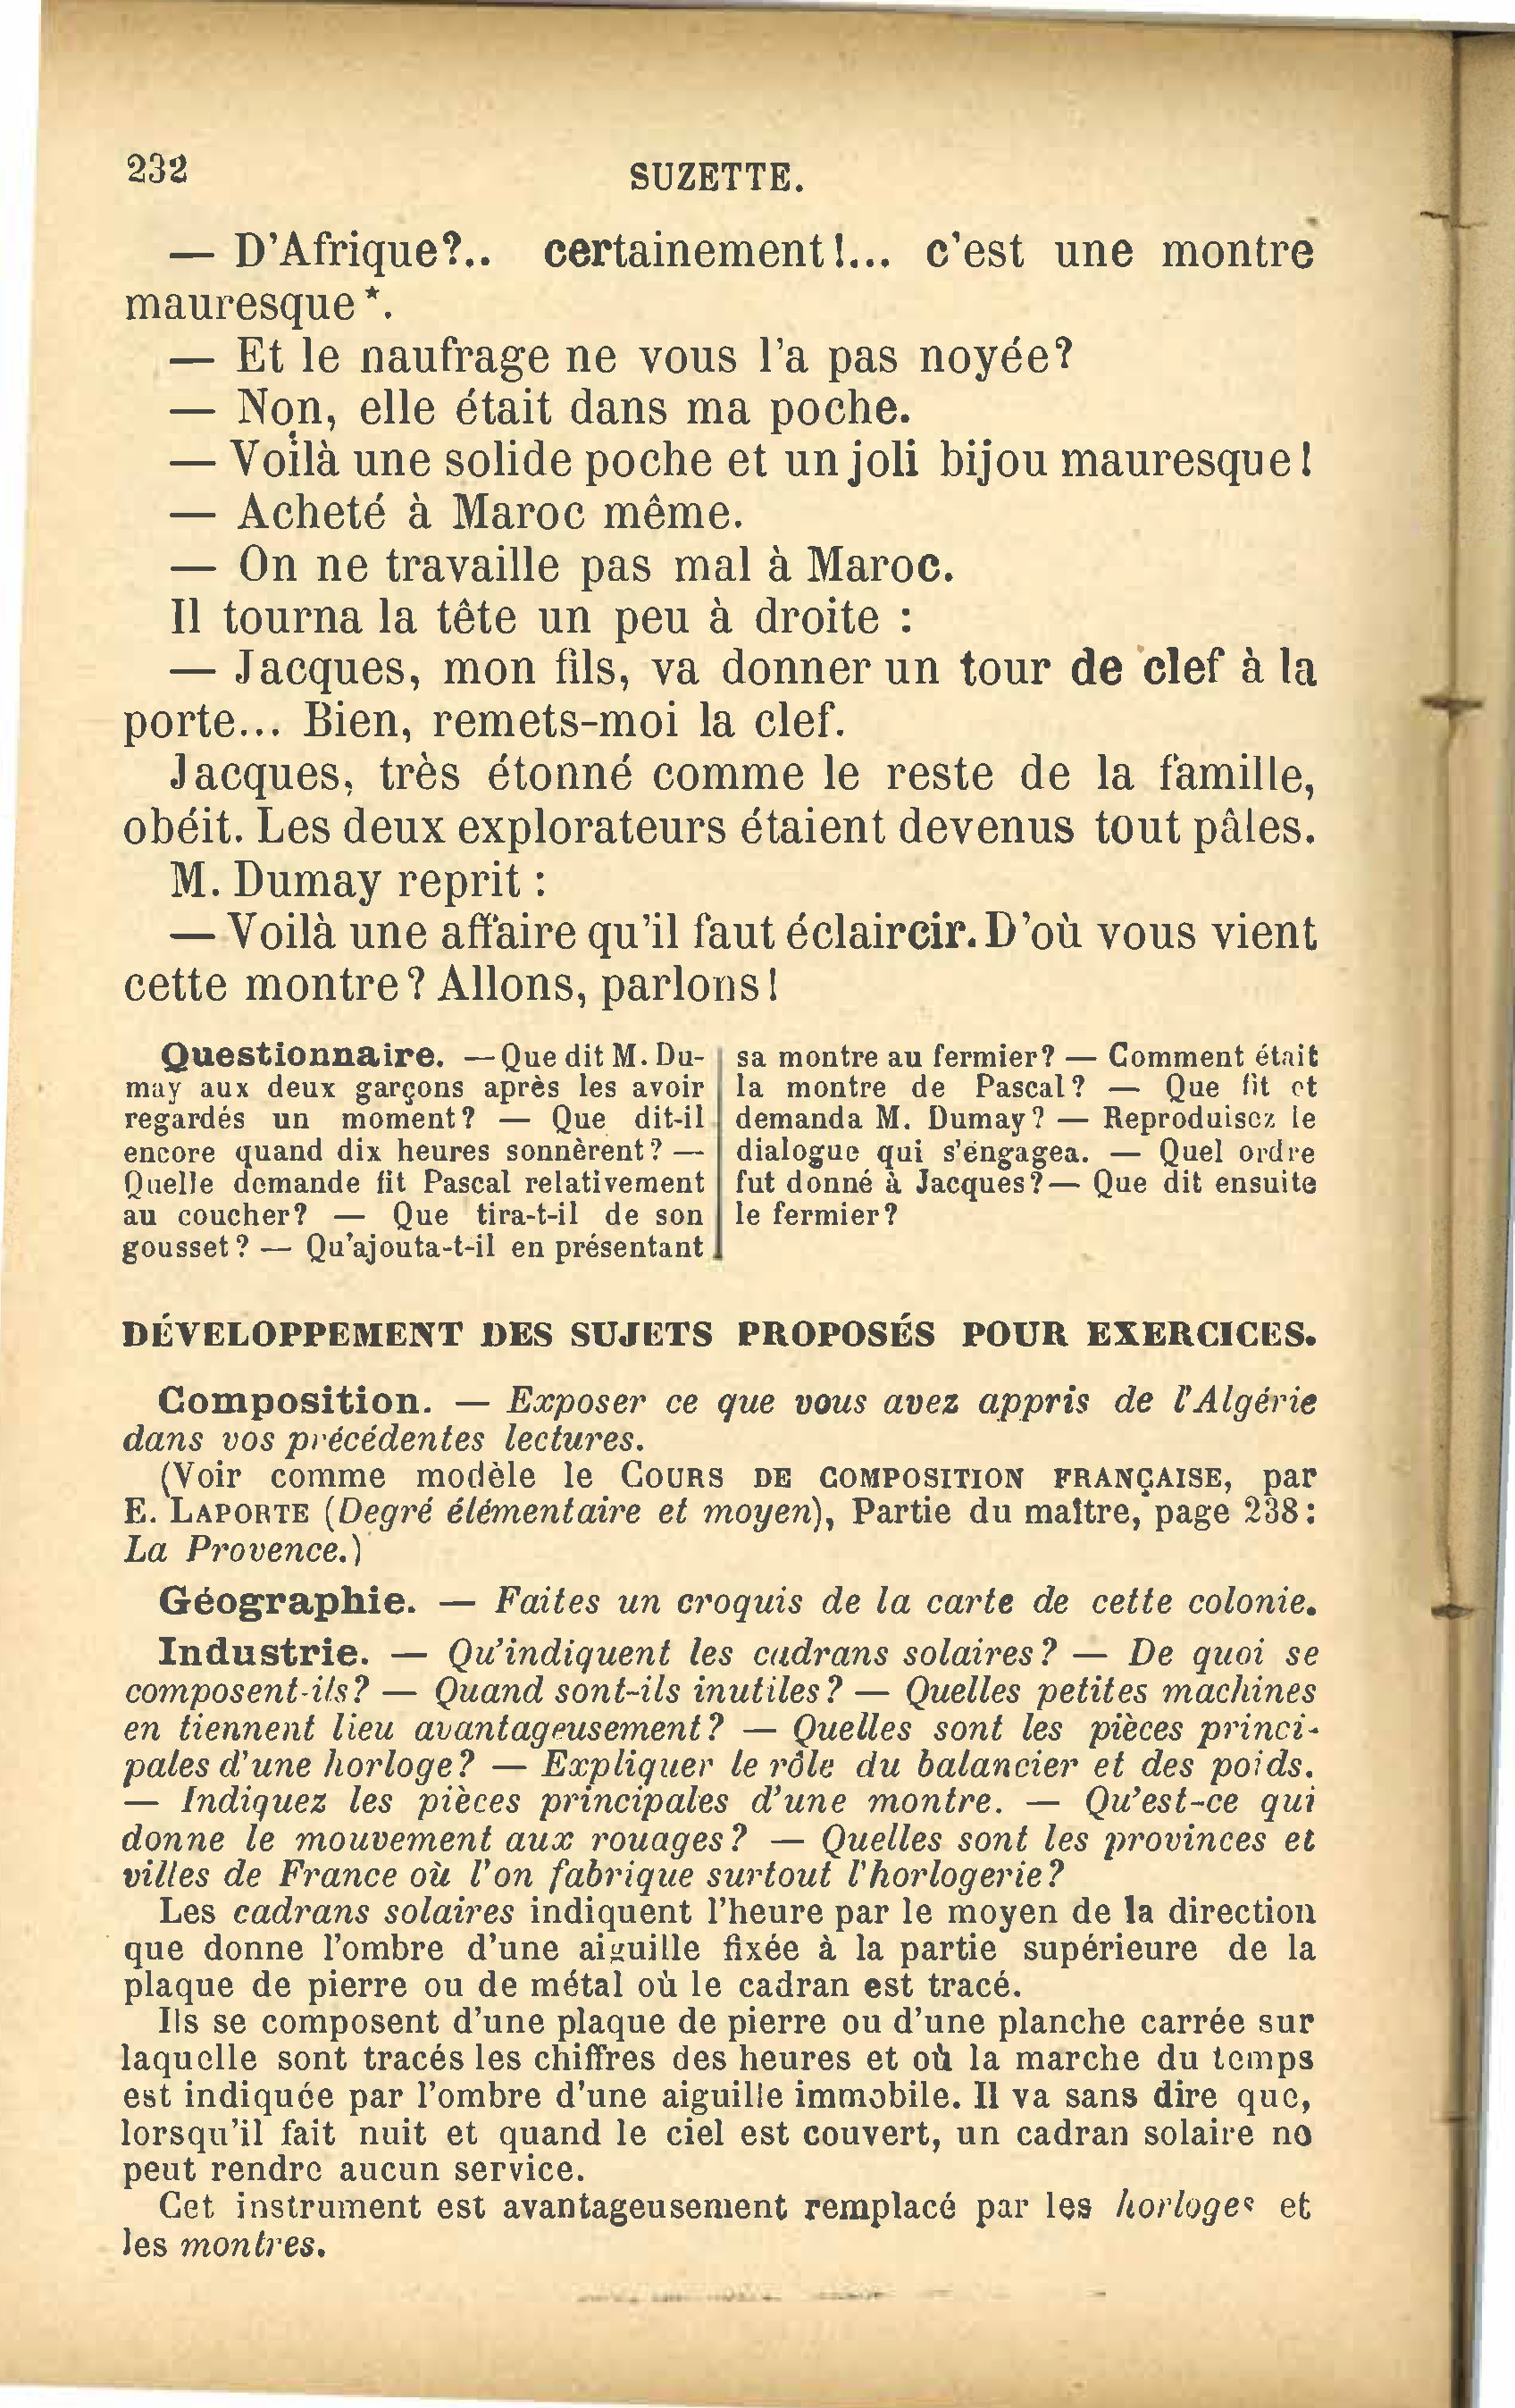 232
SUZETTE.
— D'Afrique?.. certainement!... c'est une montre
mauresque*.
— Et le naufrage ne vous l'a pas noyée?
— Non, elle était dans ma poche.
— Voilà une solide poche et un joli bijou mauresque!
— Acheté à Maroc même.
— On ne travaille pas mal à Maroc.
Il tourna la tête un peu à droite :
— Jacques, mon fils, va donner un tour de clef à la
porte... Bien, remets-moi la clef.
Jacques, très étonné comme le reste de la famille,
obéit. Les deux explorateurs étaient devenus tout pâles.
M. Dumay reprit :
— Voilà une affaire qu'il faut éclaircir. D'où vous vient
cette montre? Allons, parlons!
Questionnaire. — Que dit M. Du-
may aux deux garçons après les avoir
regardés un moment? — Que dit-il
encore quand dix heures sonnèrent? —
Quelle demande fit Pascal relativement
au coucher? — Que tira-t-il de son
gousset? — Qu'ajouta-t-il en présentant
sa montre au fermier? — Comment était
la montre de Pascal? — Que fit et
demanda M. Dumay? — Reproduisez le
dialogue qui s'engagea. — Quel ordre
fut donné à Jacques? — Que dit ensuite
le fermier?
DÉVELOPPEMENT DES SUJETS PROPOSÉS POUR EXERCICES.
Composition. — Exposer ce que vous avez appris de l'Algérie
dans vos précédentes lectures.
(Voir comme modèle le COURS DE COMPOSITION FRANÇAISE, par
E. LAPORTE (Degré élémentaire et moyen), Partie du maître, page 238:
La Provence.)
Géographie. — Faites un croquis de la carte de cette colonie.
Industrie. — Qu'indiquent les cadrans solaires? — De quoi se
composent-ils? — Quand sont-ils inutiles? — Quelles petites machines
en tiennent lieu avantageusement? — Quelles sont les pièces princi-
pales d'une horloge? — Expliquer le rôle du balancier et des poids.
— Indiquez les pièces principales d'une montre. — Qu'est-ce qui
donne le mouvement aux rouages? — Quelles sont les provinces et
villes de France où l'on fabrique surtout l'horlogerie?
Les cadrans solaires indiquent l'heure par le moyen de la direction
que donne l'ombre d'une aiguille fixée à la partie supérieure de la
plaque de pierre ou de métal où le cadran est tracé.
Ils se composent d'une plaque de pierre ou d'une planche carrée sur
laquelle sont tracés les chiffres des heures et où la marche du temps
est indiquée par l'ombre d'une aiguille immobile. Il va sans dire que,
lorsqu'il fait nuit et quand le ciel est couvert, un cadran solaire ne
peut rendre aucun service.
Cet instrument est avantageusement remplacé par les horloges et
les montres.